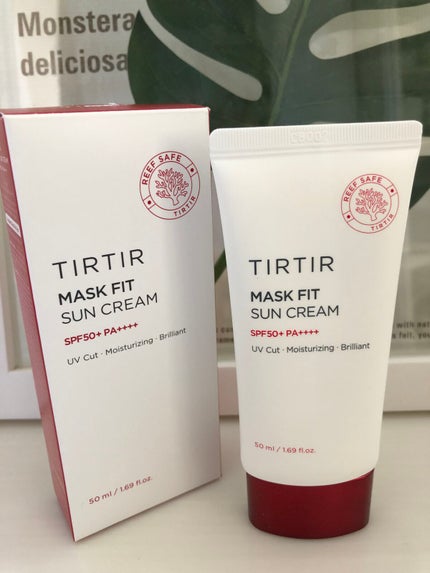 Monstera
deliciosa
REEF SAFE
TIRTIR
TIRTIR
MASK FIT
SUN CREAM
SPF50+ PA++++
UV Cut · Moisturizing · Brilliant
50 ml / 1.69 fl.oz.
REEF SAFE
TIRTIR
TIRTIR
MASK FIT
SUN CREAM
SPF50+ PA++++
UV Cut · Moisturizing · Brilliant
50 ml / 1.69 fl.oz.